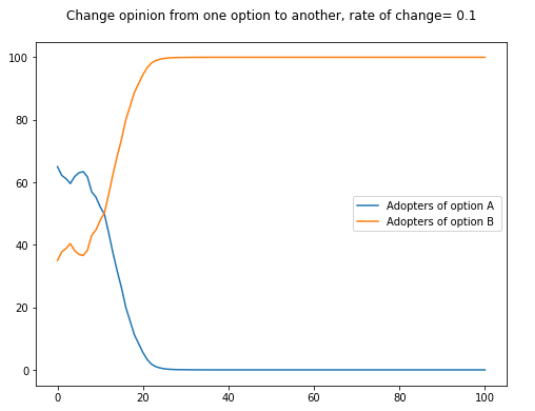 Change opinion from one option to another, rate of change= 0.1
100
80
60
40
20
0
Adopters of option A
Adopters of option B
0 20 40 60 80 100